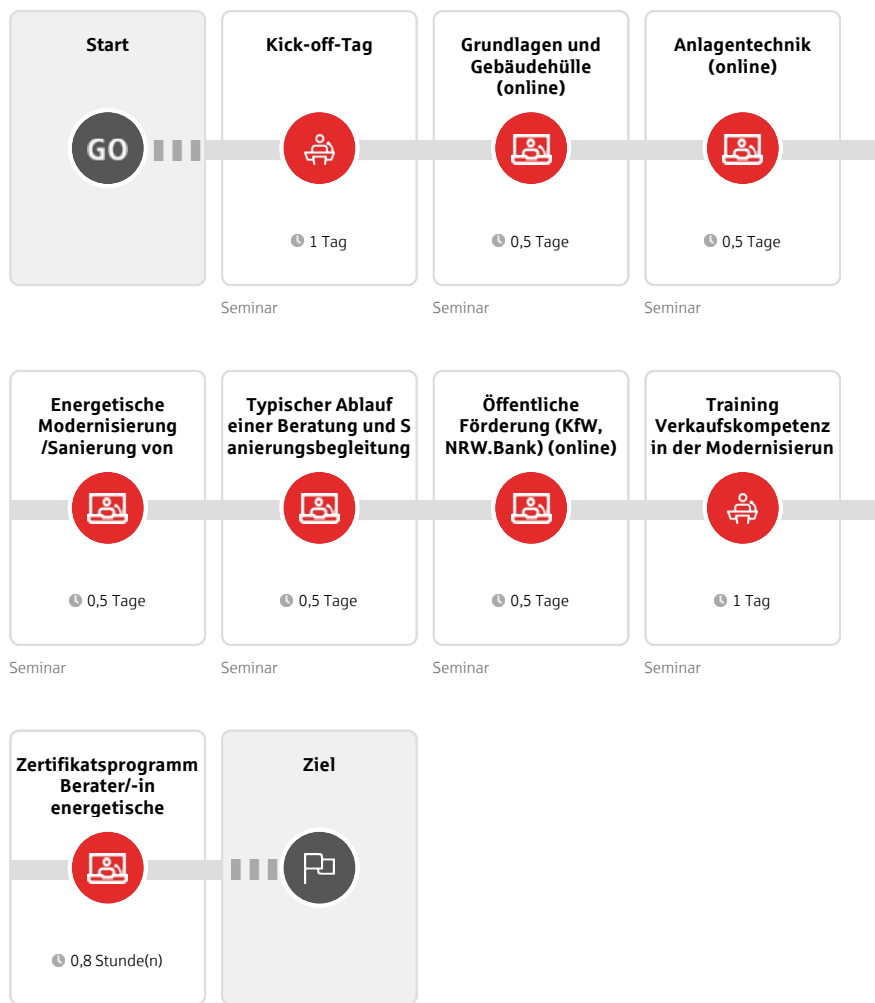 Start
GO
Kick-off-Tag
1 Tag
Seminar
Grundlagen und
Gebäudehülle
(online)
0,5 Tage
Seminar
Anlagentechnik
(online)
0,5 Tage
Seminar
Energetische
Modernisierung
/Sanierung von
0,5 Tage
Seminar
Typischer Ablauf
einer Beratung und S
anierungsbegleitung
0,5 Tage
Seminar
Öffentliche
Förderung (KfW,
NRW.Bank) (online)
0,5 Tage
Seminar
Training
Verkaufskompetenz
in der Modernisierun
1 Tag
Seminar
Zertifikatsprogramm
Berater/-in
energetische
0,8 Stunde(n)
Ziel